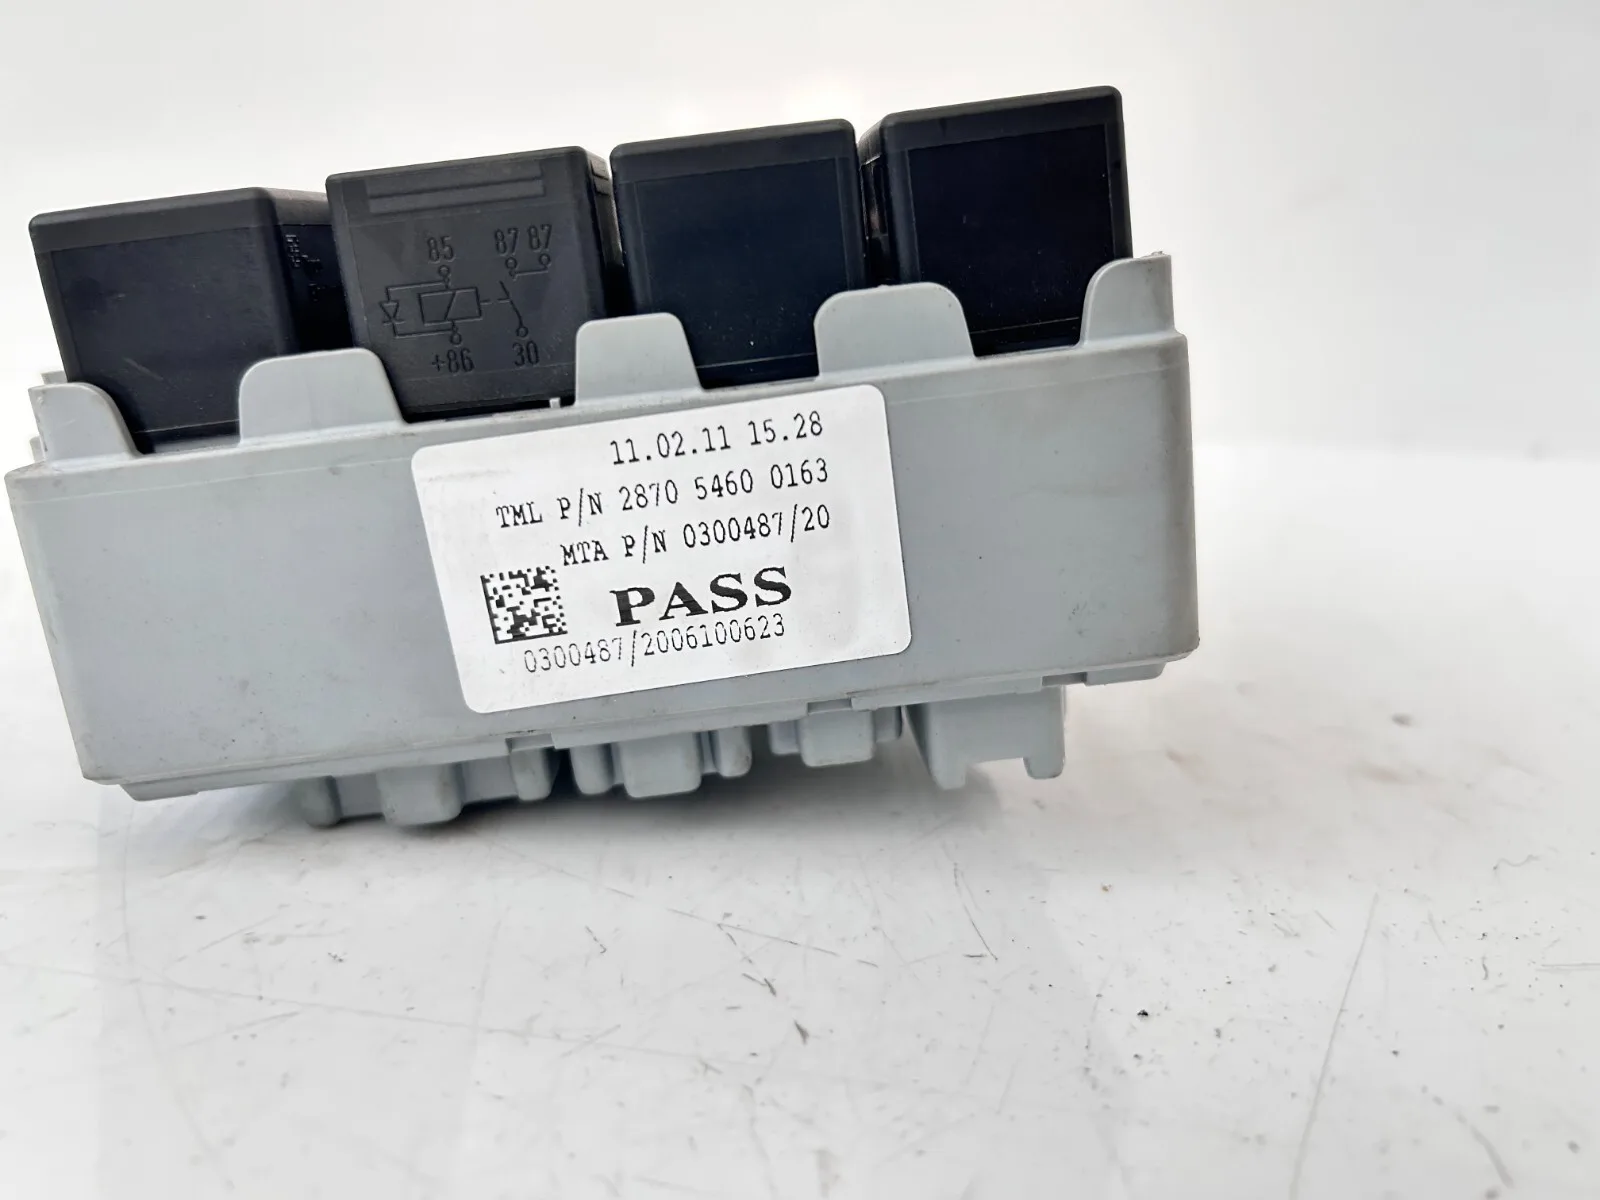 85 87 87
+86 30
11.02.11 15.28
TML P/N 2870 5460 0163
MTA P/N 0300487/20
PASS
0300487/2006100623